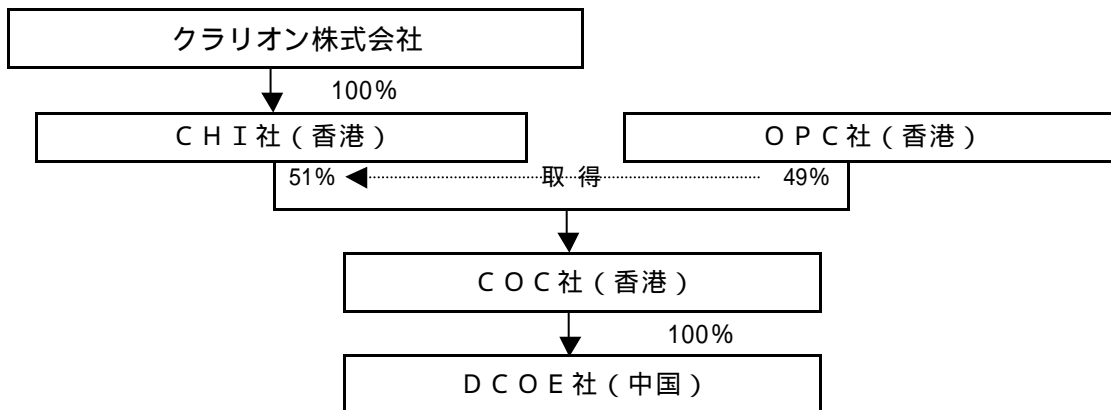 クラリオン株式会社
100%
ＣＨＩ社（香港）
ＯＰＣ社（香港）
51%
取 得
49%
ＣＯＣ社（香港）
100%
ＤＣＯＥ社（中国）